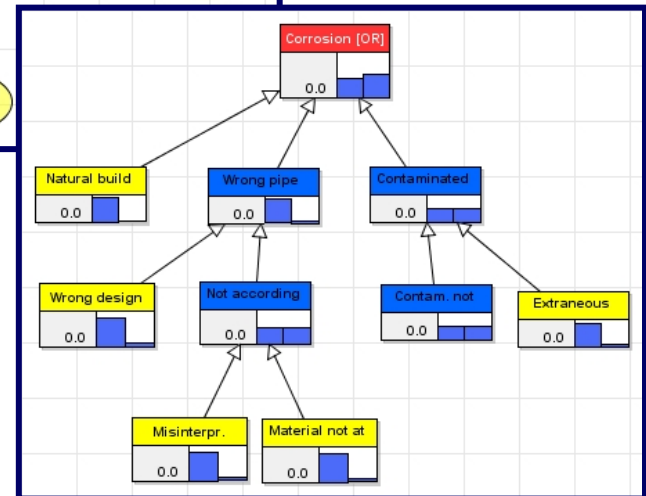 Corrosion [OR]
0.0
Natural build
0.0
Wrong pipe
0.0
Contaminated
0.0
Wrong design
0.0
Not according
0.0
Contam. not
0.0
Extraneous
0.0
Misinterpr.
0.0
Material not at
0.0